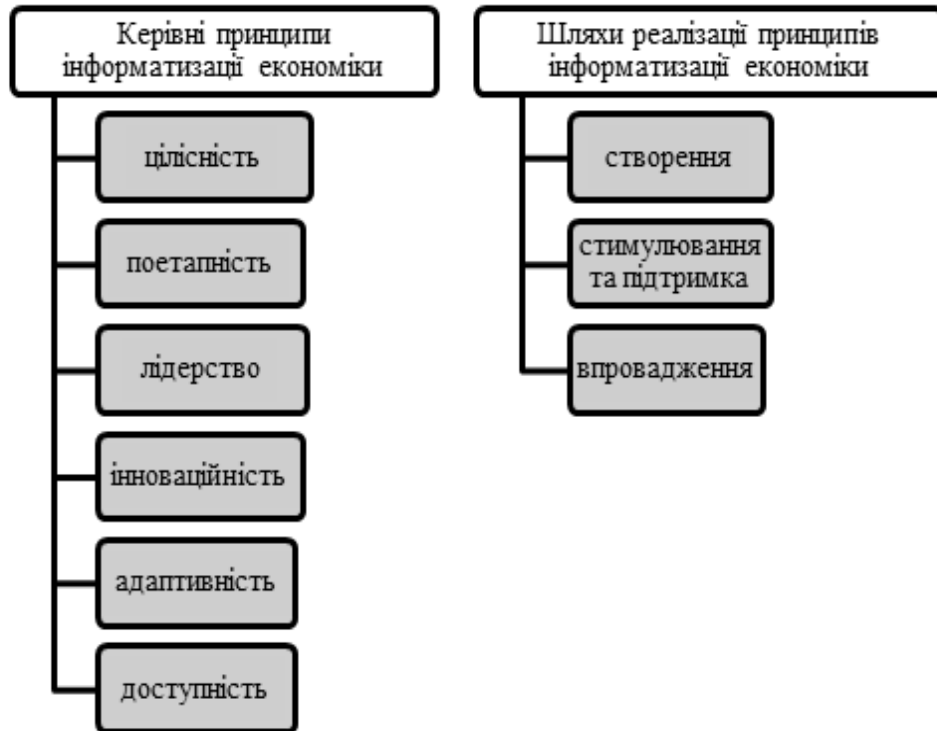 Керівні принципи
інформатизації економіки
цілісність
поетапність
лідерство
інноваційність
адаптивність
доступність
Шляхи реалізації принципів
інформатизації економіки
створення
стимулювання
та підтримка
впровадження